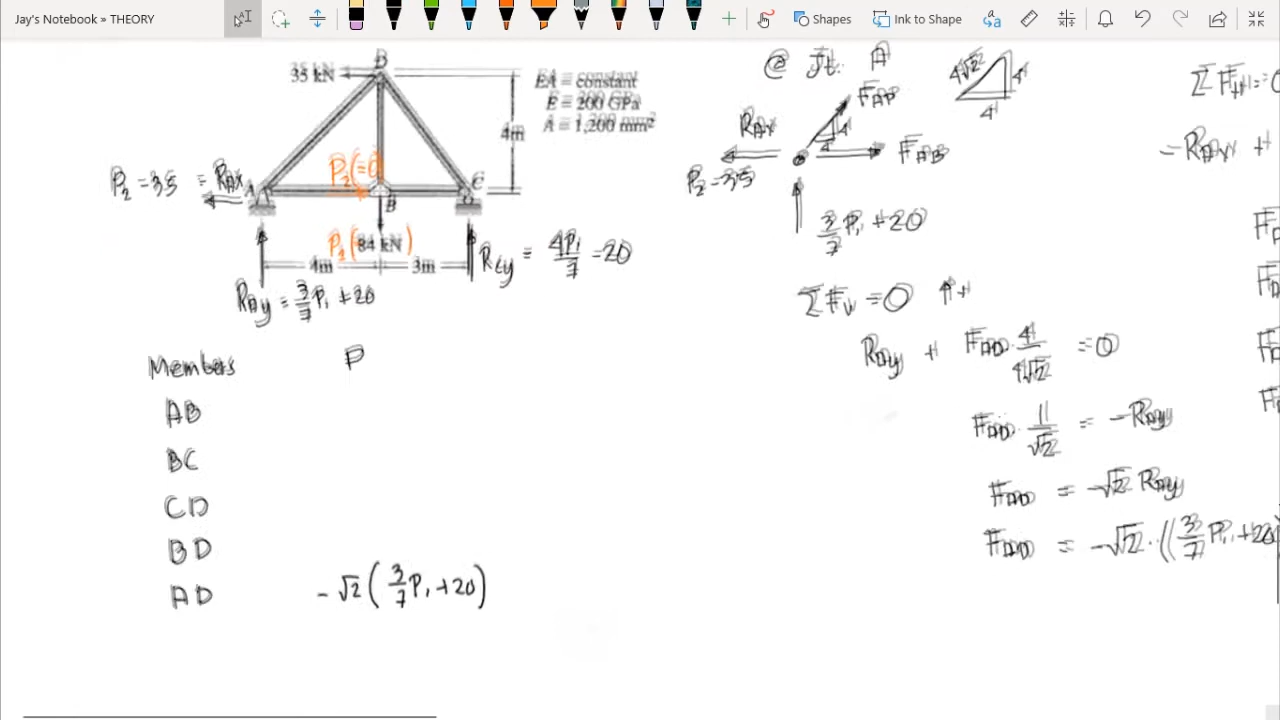 Jay's Notebook » THEORY
Shapes
Ink to Shape
35 kN
D
EA = constant
E = 200 GPa
A = 1,200 mm²
4m
P₂ = 35 = RAx
A
P₂(=0)
B
C
P₁(84 kN)
4m
3m
RAy = 3/7 P₁ + 20
RCy = 4P₁/7 - 20
Members P
AB
BC
CD
BD
AD -√2 (3/7 P₁ + 20)
@ Jt. A
RAx
FAD
4
4
FAB
P₂ = 35
3/7 P₁ + 20
4√2
4
4
ΣFv = 0 ↑+
RAy + FAD · 4/4√2 = 0
FAD · 1/√2 = -RAy
FAD = -√2 RAy
FAD = -√2 · (3/7 P₁ + 20
ΣFH = 0
-RAx +